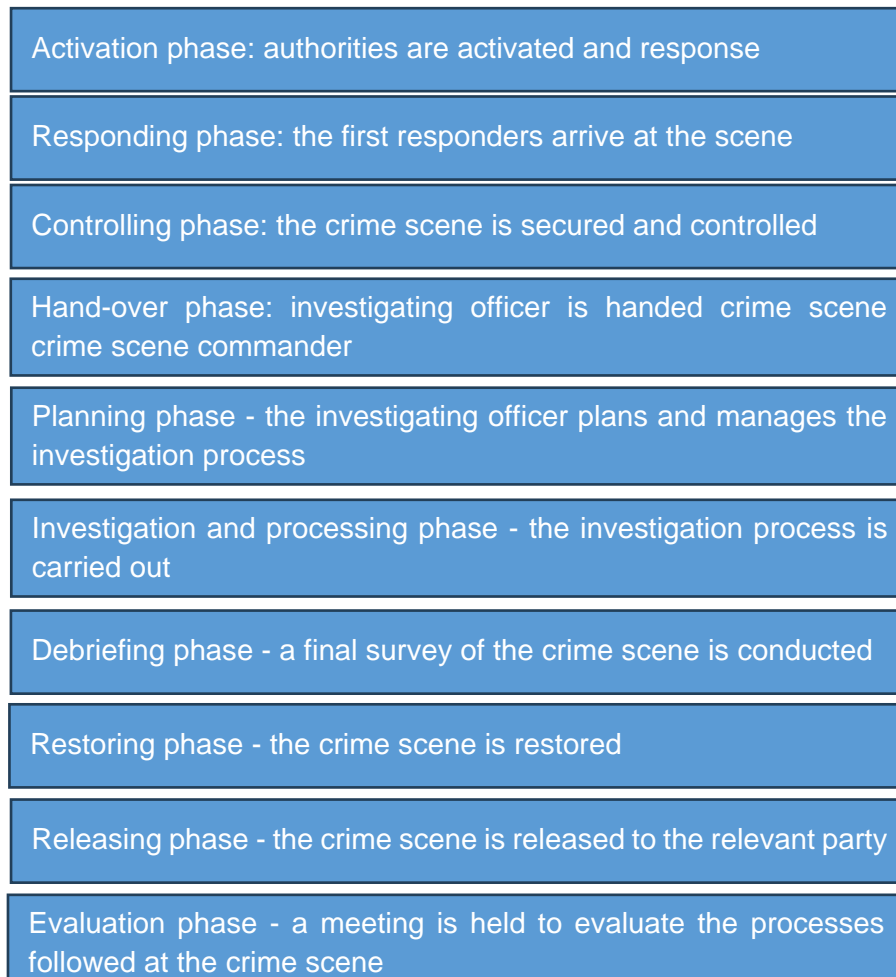 Activation phase: authorities are activated and response
Responding phase: the first responders arrive at the scene
Controlling phase: the crime scene is secured and controlled
Hand-over phase: investigating officer is handed crime scene
crime scene commander
Planning phase - the investigating officer plans and manages the
investigation process
Investigation and processing phase - the investigation process is
carried out
Debriefing phase - a final survey of the crime scene is conducted
Restoring phase - the crime scene is restored
Releasing phase - the crime scene is released to the relevant party
Evaluation phase - a meeting is held to evaluate the processes
followed at the crime scene